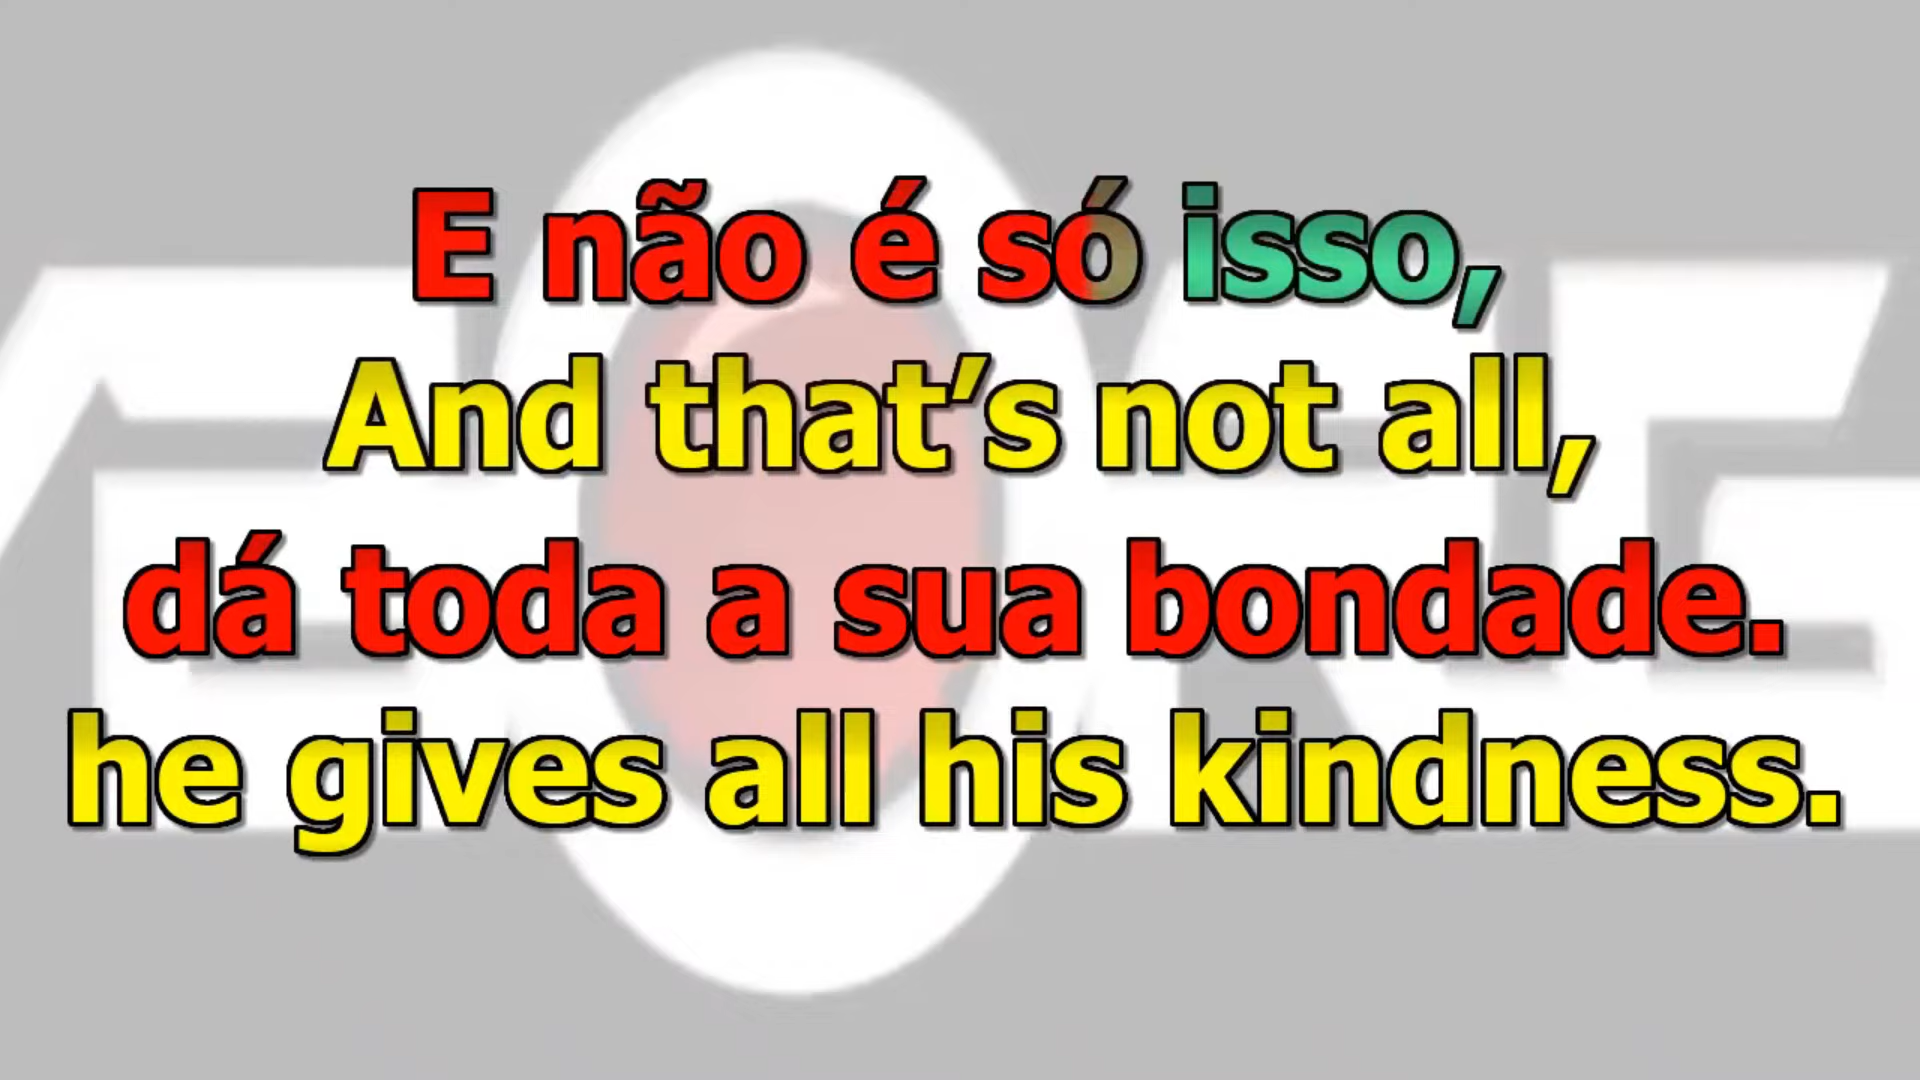 E não é só isso,
And that’s not all,
dá toda a sua bondade.
he gives all his kindness.